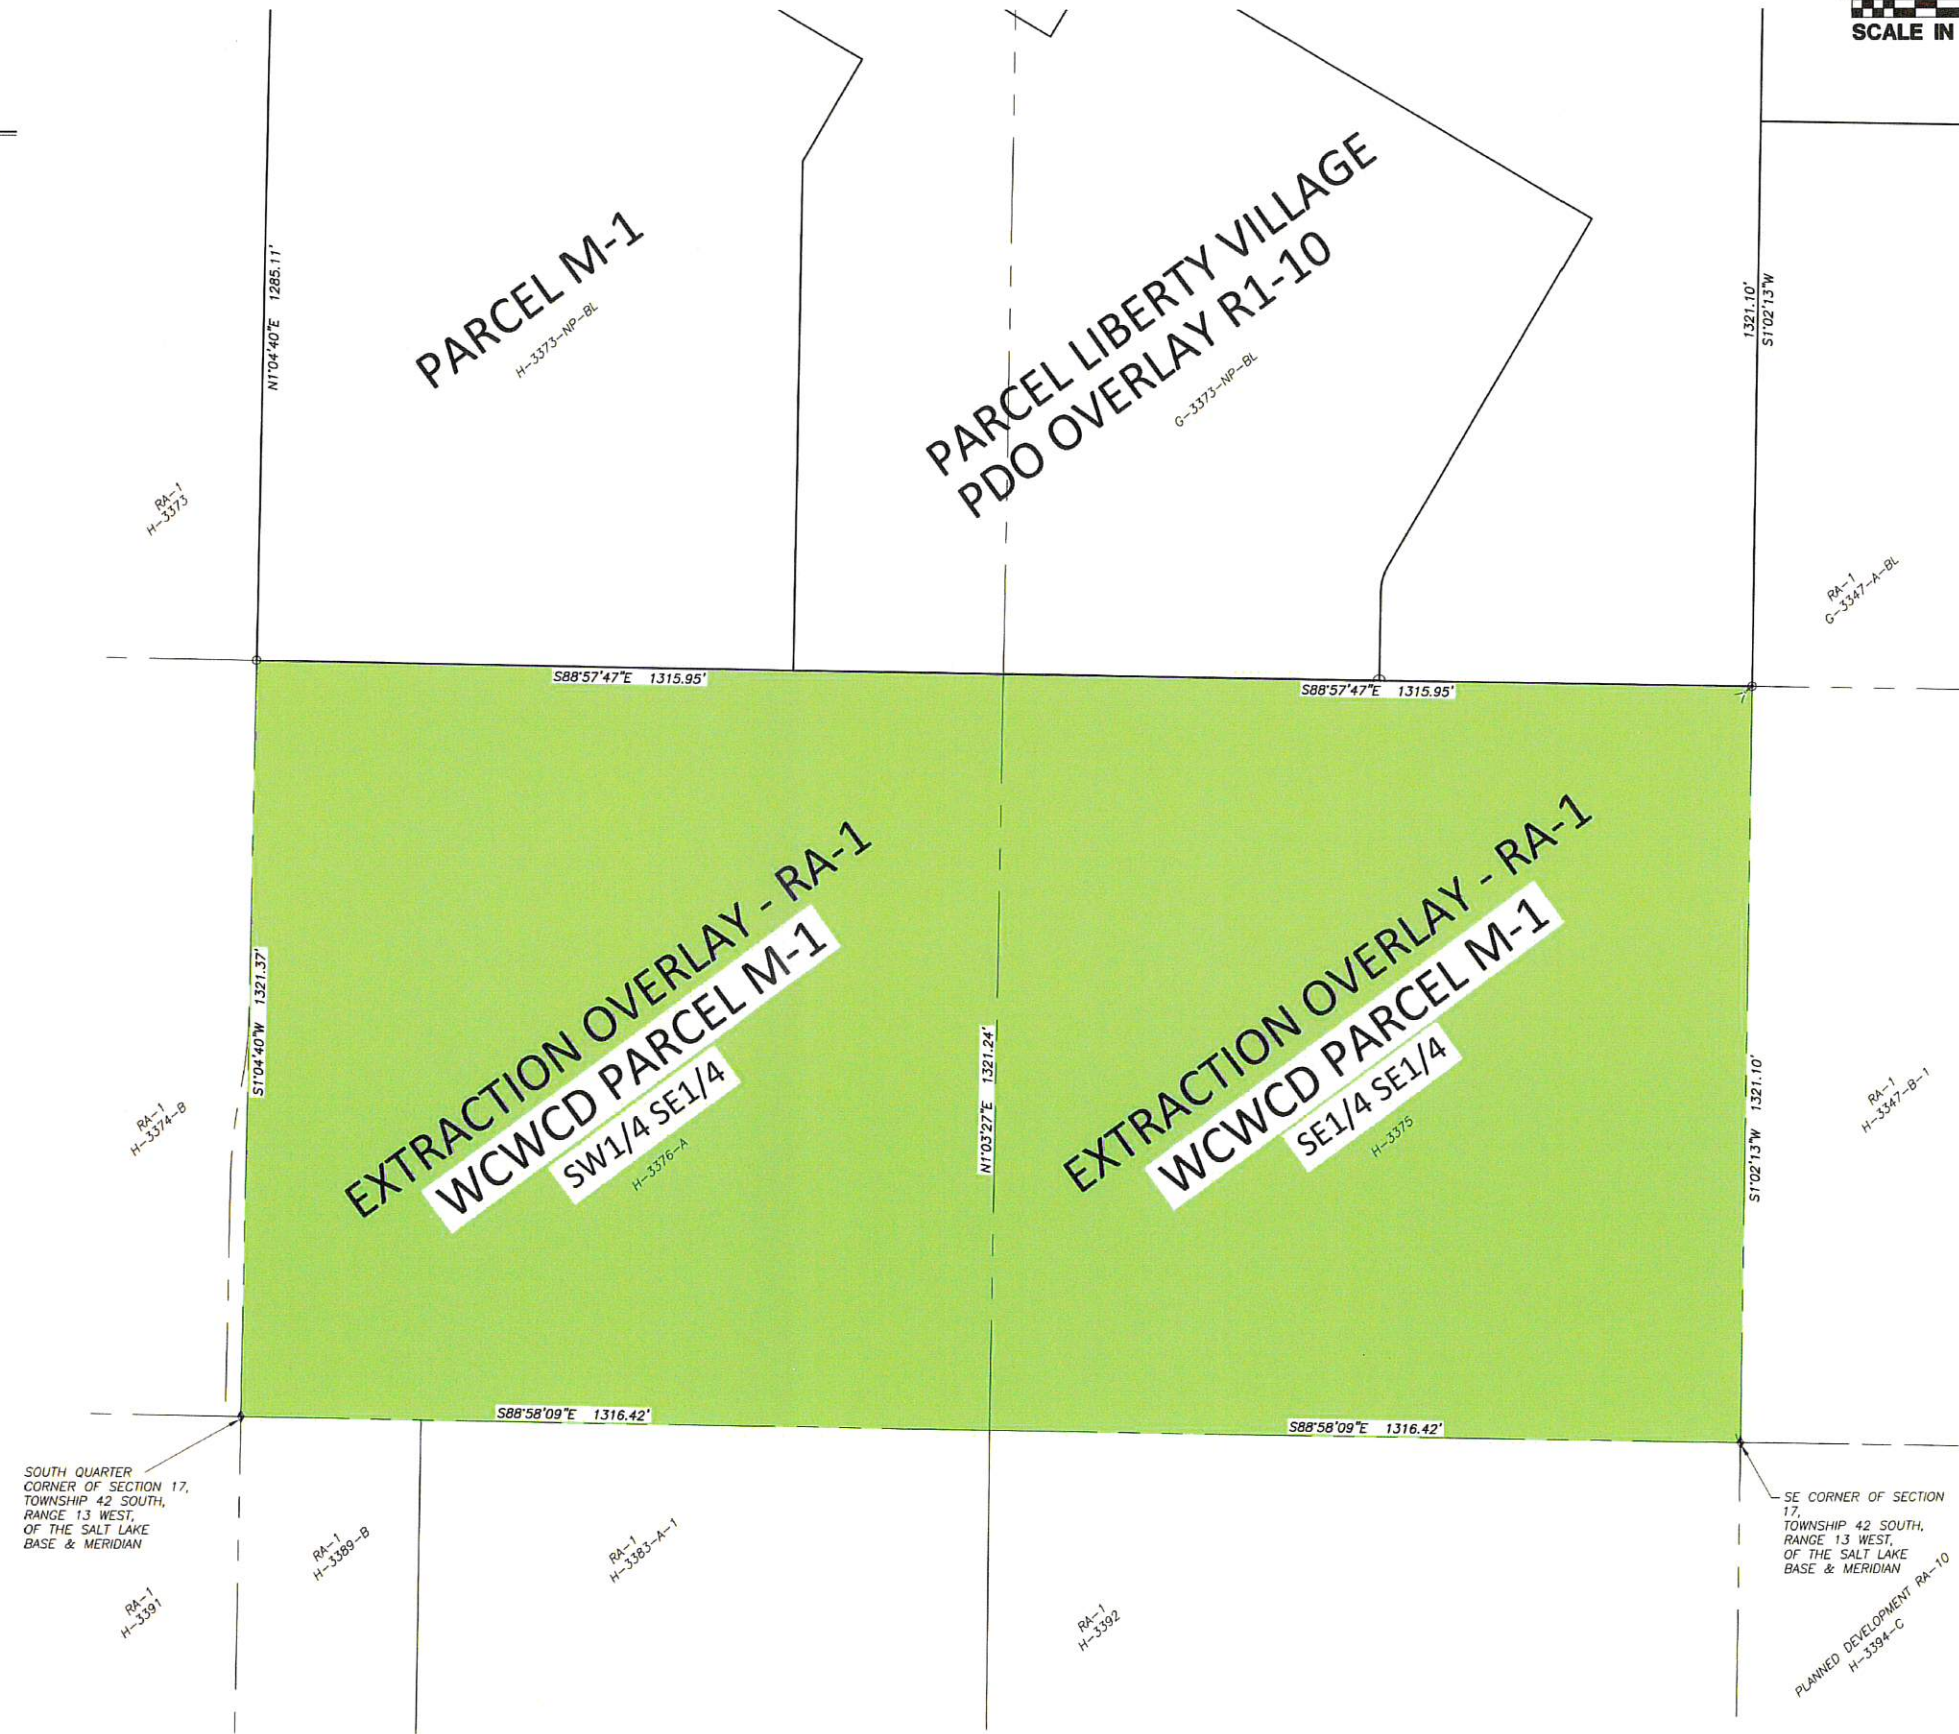 SCALE IN
N1°04'40"E 1285.11'
PARCEL M-1
H-3373-NP-BL
PARCEL LIBERTY VILLAGE
PDO OVERLAY R1-10
G-3373-NP-BL
1321.10'
S1°02'13"W
RA-1
H-3373
RA-1
G-3347-A-BL
S88°57'47"E 1315.95'
S88°57'47"E 1315.95'
EXTRACTION OVERLAY - RA-1
WCWCD PARCEL M-1
SW1/4 SE1/4
H-3376-A
EXTRACTION OVERLAY - RA-1
WCWCD PARCEL M-1
SE1/4 SE1/4
H-3375
S1°04'40"W 1321.37'
N1°03'27"E 1321.24'
S1°02'13"W 1321.10'
RA-1
H-3374-B
RA-1
H-3347-B-1
S88°58'09"E 1316.42'
S88°58'09"E 1316.42'
SOUTH QUARTER
CORNER OF SECTION 17,
TOWNSHIP 42 SOUTH,
RANGE 13 WEST,
OF THE SALT LAKE
BASE & MERIDIAN
SE CORNER OF SECTION
17,
TOWNSHIP 42 SOUTH,
RANGE 13 WEST,
OF THE SALT LAKE
BASE & MERIDIAN
RA-1
H-3389-B
RA-1
H-3383-A-1
RA-1
H-3391
RA-1
H-3392
PLANNED DEVELOPMENT RA-10
H-3394-C